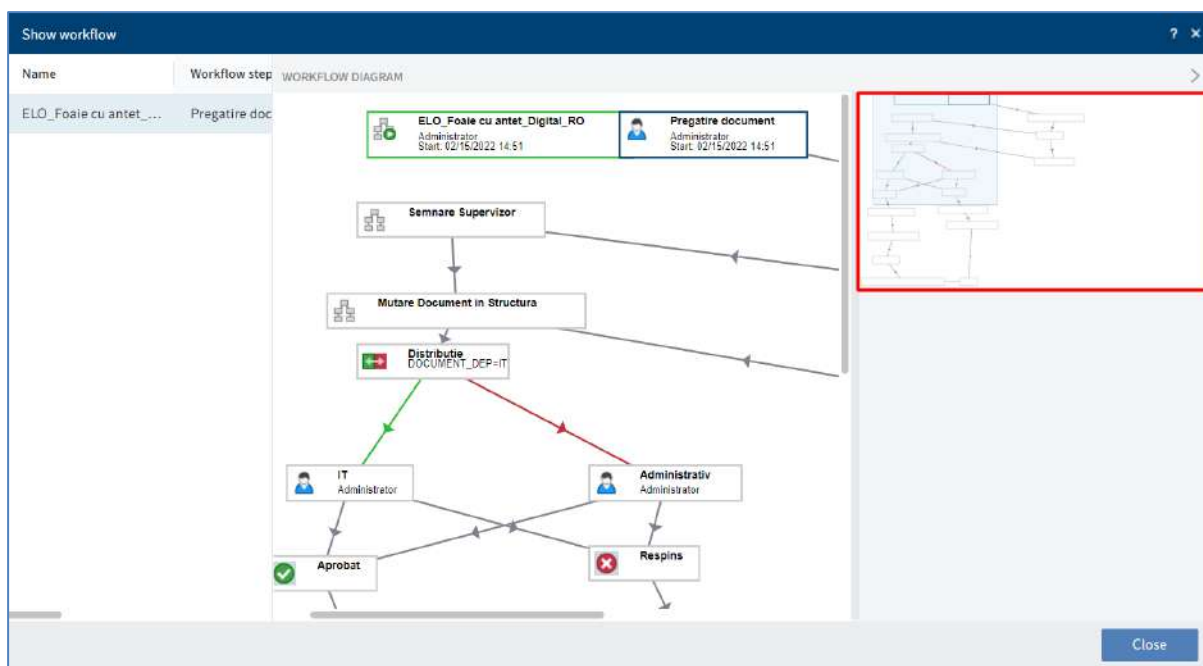 Show workflow
? ×
Name
Workflow step
WORKFLOW DIAGRAM
ELO_Foaie cu antet_...
Pregatire doc
ELO_Foaie cu antet_Digital_RO
Administrator
Start: 02/15/2022 14:51
Pregatire document
Administrator
Start: 02/15/2022 14:51
Semnare Supervizor
Mutare Document in Structura
Distributie
DOCUMENT_DEP=IT
IT
Administrator
Administrativ
Administrator
Aprobat
Respins
Close